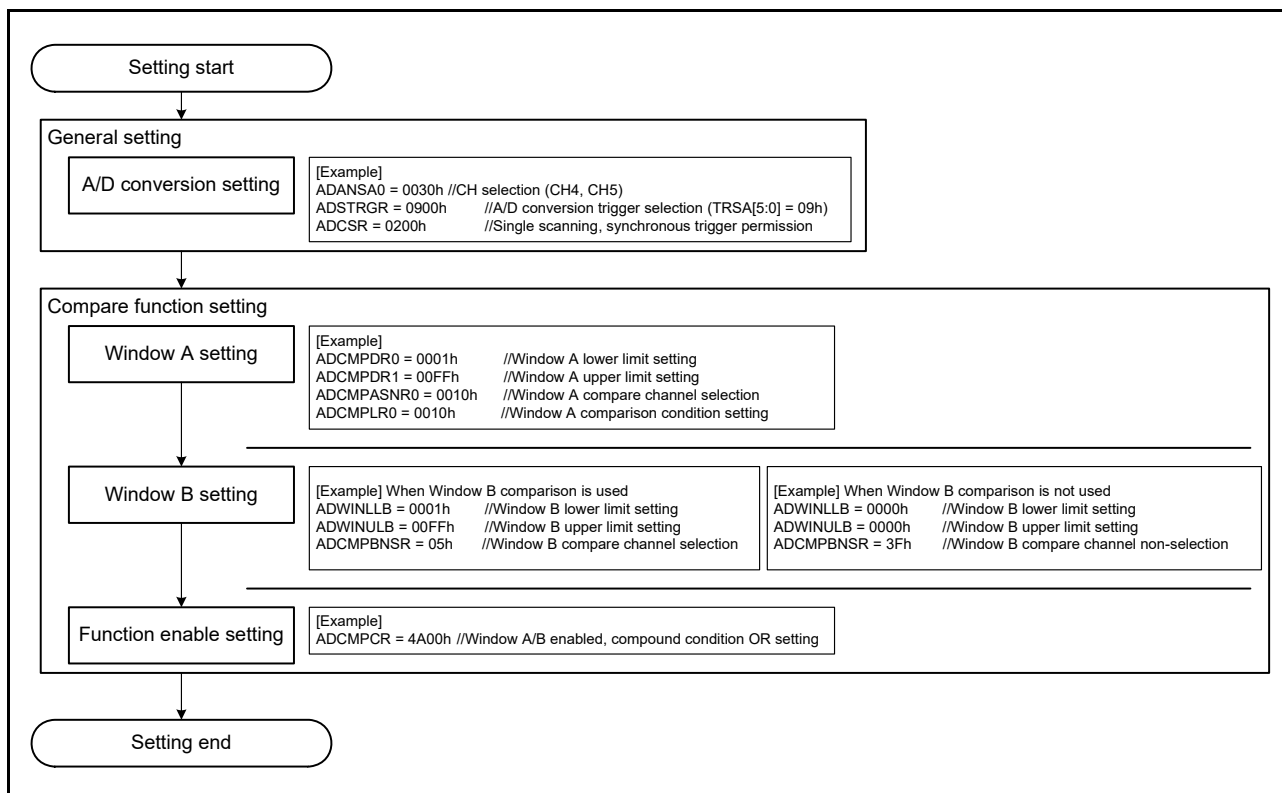 Setting start
General setting
A/D conversion setting
[Example]
ADANSA0 = 0030h //CH selection (CH4, CH5)
ADSTRGR = 0900h //A/D conversion trigger selection (TRSA[5:0] = 09h)
ADCSR = 0200h //Single scanning, synchronous trigger permission
Compare function setting
Window A setting
[Example]
ADCMPDR0 = 0001h //Window A lower limit setting
ADCMPDR1 = 00FFh //Window A upper limit setting
ADCMPASNR0 = 0010h //Window A compare channel selection
ADCMPLR0 = 0010h //Window A comparison condition setting
Window B setting
[Example] When Window B comparison is used
ADWINLLB = 0001h //Window B lower limit setting
ADWINULB = 00FFh //Window B upper limit setting
ADCMPBNSR = 05h //Window B compare channel selection
[Example] When Window B comparison is not used
ADWINLLB = 0000h //Window B lower limit setting
ADWINULB = 0000h //Window B upper limit setting
ADCMPBNSR = 3Fh //Window B compare channel non-selection
Function enable setting
[Example]
ADCMPCR = 4A00h //Window A/B enabled, compound condition OR setting
Setting end